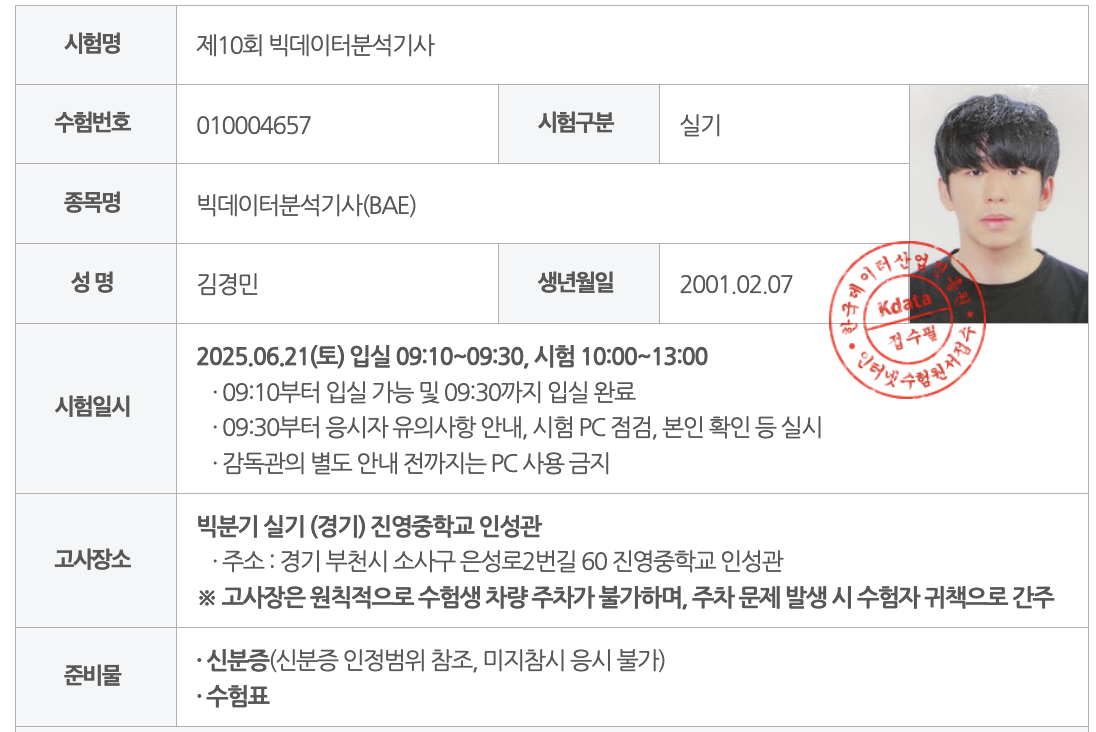 시험명 제10회 빅데이터분석기사
수험번호 010004657 시험구분 실기
종목명 빅데이터분석기사(BAE)
성 명 김경민 생년월일 2001.02.07
한국데이터산업진흥원
Kdata
접수필
인터넷수험원서접수
시험일시
2025.06.21(토) 입실 09:10~09:30, 시험 10:00~13:00
· 09:10부터 입실 가능 및 09:30까지 입실 완료
· 09:30부터 응시자 유의사항 안내, 시험 PC 점검, 본인 확인 등 실시
· 감독관의 별도 안내 전까지는 PC 사용 금지
고사장소
빅분기 실기 (경기) 진영중학교 인성관
· 주소 : 경기 부천시 소사구 은성로2번길 60 진영중학교 인성관
※ 고사장은 원칙적으로 수험생 차량 주차가 불가하며, 주차 문제 발생 시 수험자 귀책으로 간주
준비물
· 신분증(신분증 인정범위 참조, 미지참시 응시 불가)
· 수험표